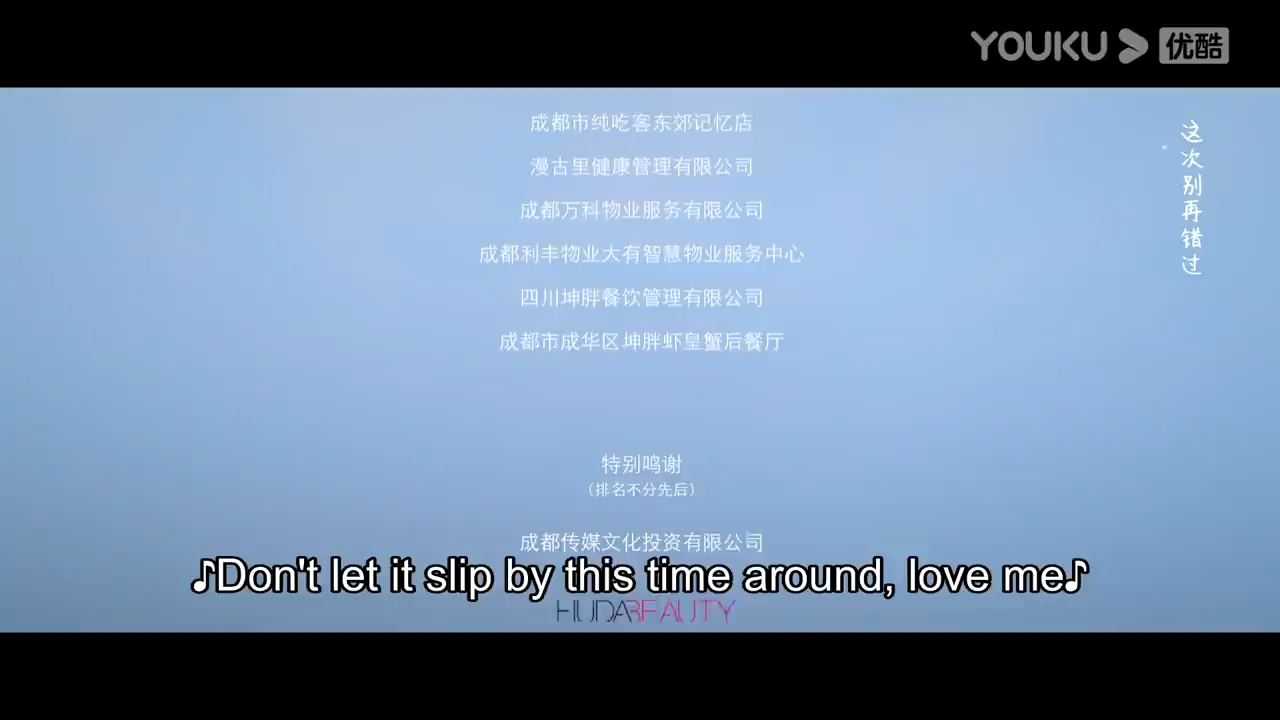 YOUKU 优酷
成都市纯吃客东郊记忆店
漫古里健康管理有限公司
成都万科物业服务有限公司
成都利丰物业大有智慧物业服务中心
四川坤胖餐饮管理有限公司
成都市成华区坤胖虾皇蟹后餐厅
这次别再错过
特别鸣谢
（排名不分先后）
成都传媒文化投资有限公司
♪Don't let it slip by this time around, love me♪
HUDABEAUTY